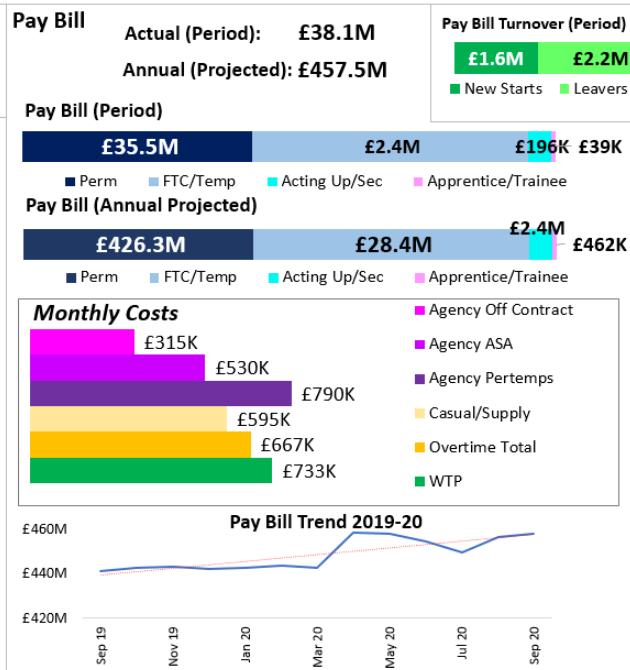 Pay Bill
Actual (Period): £38.1M
Annual (Projected): £457.5M
Pay Bill Turnover (Period)
£1.6M £2.2M
New Starts Leavers
Pay Bill (Period)
£35.5M £2.4M £196K £39K
Perm FTC/Temp Acting Up/Sec Apprentice/Trainee
Pay Bill (Annual Projected)
£426.3M £28.4M £2.4M £462K
Perm FTC/Temp Acting Up/Sec Apprentice/Trainee
Monthly Costs
£315K
£530K
£790K
£595K
£667K
£733K
Agency Off Contract
Agency ASA
Agency Pertemps
Casual/Supply
Overtime Total
WTP
Pay Bill Trend 2019-20
£460M
£440M
£420M
Sep 19 Nov 19 Jan 20 Mar 20 May 20 Jul 20 Sep 20